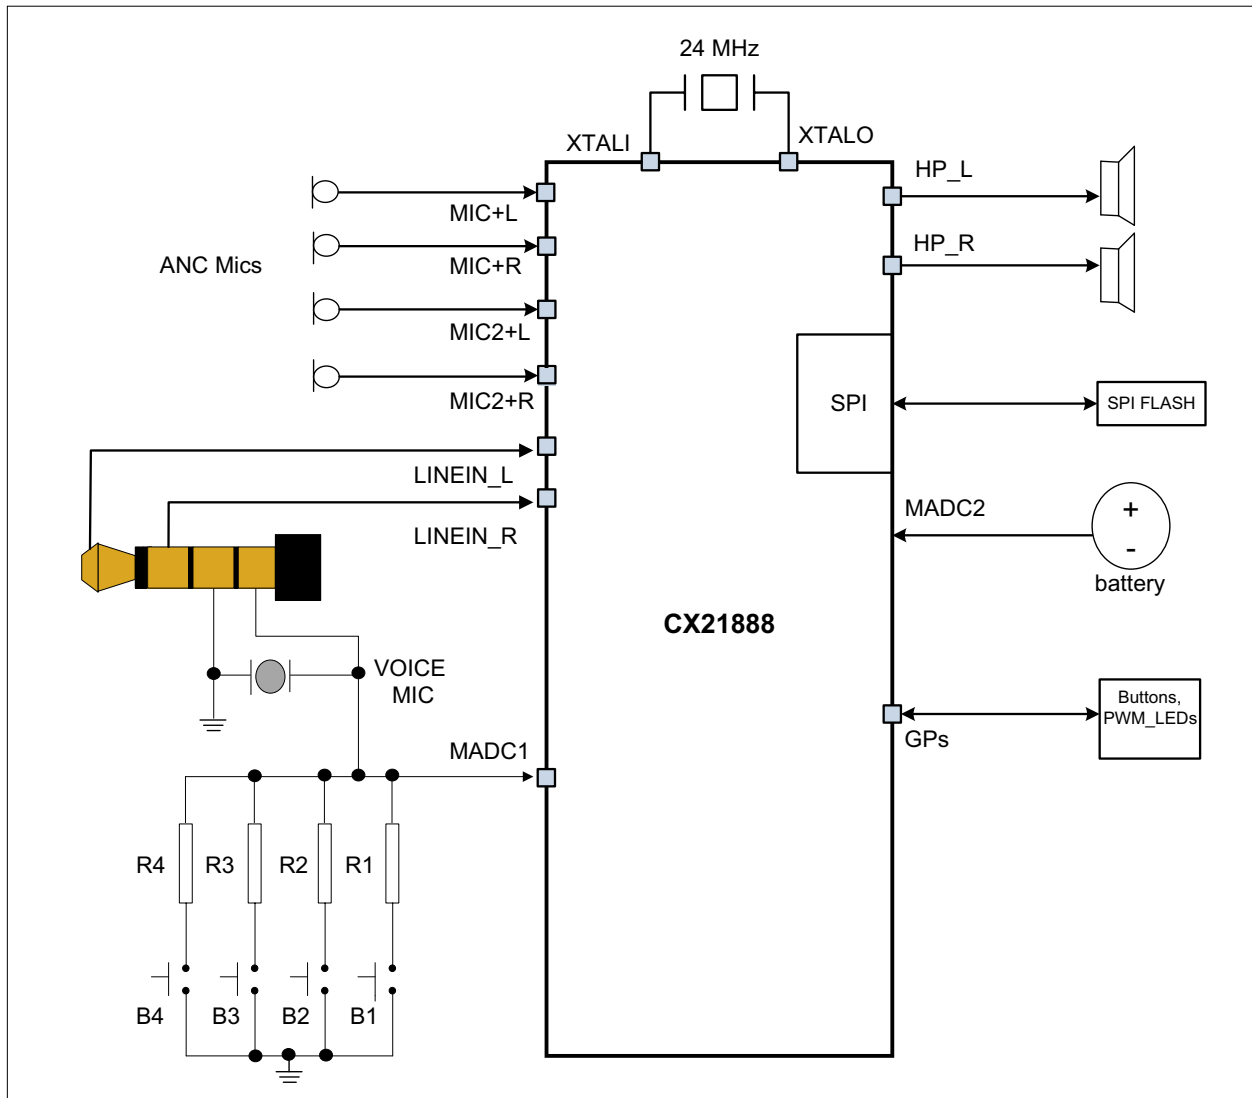 24 MHz
XTALI
XTALO
HP_L
MIC+L
HP_R
ANC Mics
MIC+R
MIC2+L
MIC2+R
SPI
SPI FLASH
LINEIN_L
MADC2
+
-
LINEIN_R
battery
CX21888
VOICE
MIC
Buttons,
PWM_LEDs
GPs
MADC1
R4
R3
R2
R1
B4
B3
B2
B1